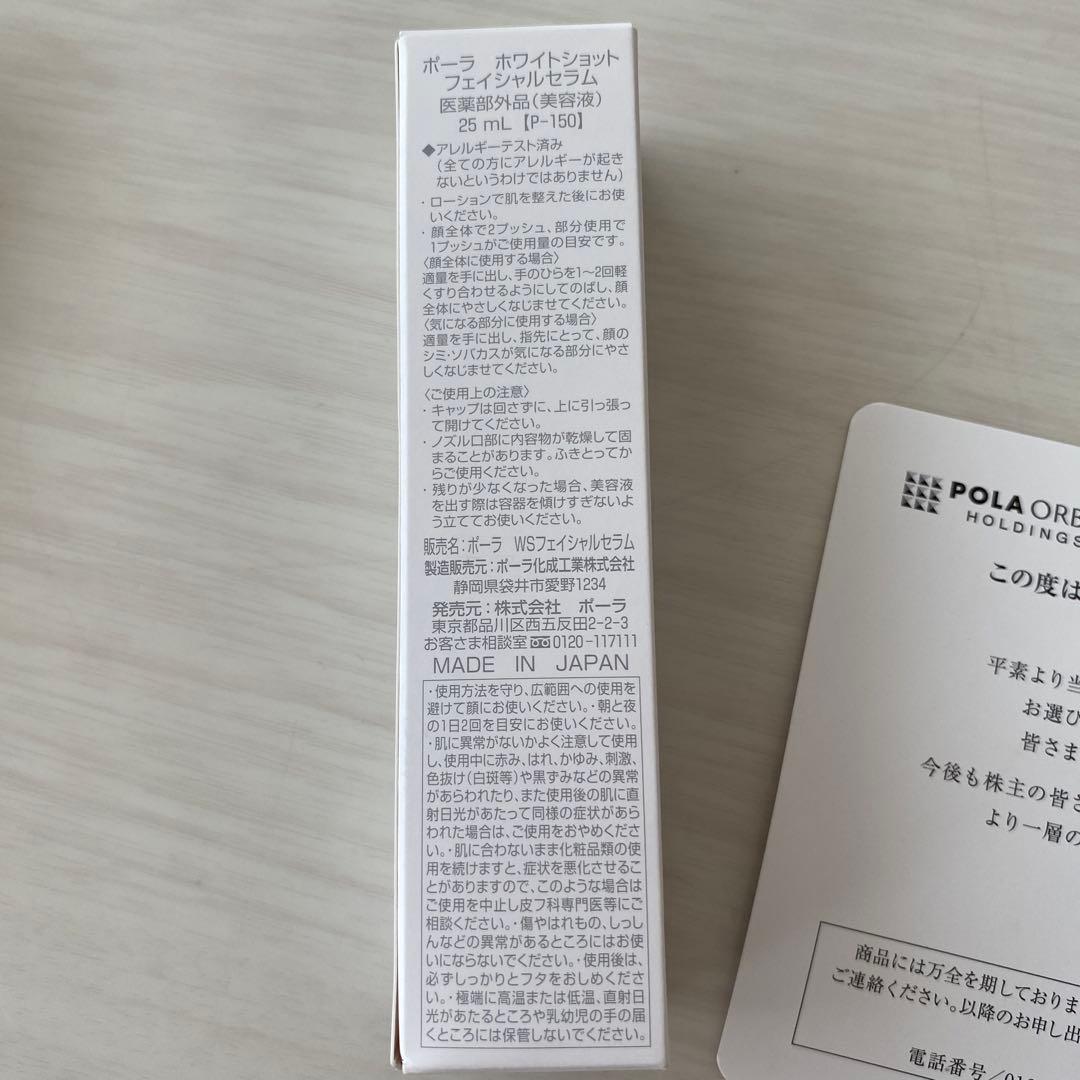 ポーラ ホワイトショット
フェイシャルセラム
医薬部外品(美容液)
25 mL 【P-150】
◆アレルギーテスト済み
(全ての方にアレルギーが起き
ないというわけではありません)
・ローションで肌を整えた後にお使
いください。
・顔全体で2プッシュ、部分使用で
1プッシュがご使用量の目安です。
〈顔全体に使用する場合〉
適量を手に出し、手のひらを1〜2回軽
くすり合わせるようにしてのばし、顔
全体にやさしくなじませてください。
〈気になる部分に使用する場合〉
適量を手に出し、指先にとって、顔の
シミ・ソバカスが気になる部分にやさ
しくなじませてください。
〈ご使用上の注意〉
・キャップは回さずに、上に引っ張っ
て開けてください。
・ノズル口部に内容物が乾燥して固
まることがあります。ふきとってか
らご使用ください。
・残りが少なくなった場合、美容液
を出す際は容器を傾けすぎないよ
う立ててお使いください。
販売名:ポーラ WSフェイシャルセラム
製造販売元:ポーラ化成工業株式会社
静岡県袋井市愛野1234
発売元:株式会社 ポーラ
東京都品川区西五反田2-2-3
お客さま相談室 0120-117111
MADE IN JAPAN
・使用方法を守り、広範囲への使用を
避けて顔にお使いください。・朝と夜
の1日2回を目安にお使いください。
・肌に異常がないかよく注意して使用
し、使用中に赤み、はれ、かゆみ、刺激、
色抜け(白斑等)や黒ずみなどの異常
があらわれたり、また使用後の肌に直
射日光があたって同様の症状があら
われた場合は、ご使用をおやめくださ
い。・肌に合わないまま化粧品類の使
用を続けますと、症状を悪化させるこ
とがありますので、このような場合は
ご使用を中止し皮フ科専門医等にご
相談ください。・傷やはれもの、しっし
んなどの異常があるところにはお使
いにならないでください。・使用後は、
必ずしっかりとフタをおしめくださ
い。・極端に高温または低温、直射日
光があたるところや乳幼児の手の届
くところには保管しないでください。
POLA ORB
HOLDINGS
この度は
平素より当
お選び
皆さま
今後も株主の皆さ
より一層の
商品には万全を期しておりま
ご連絡ください。以降のお申し出
電話番号/01